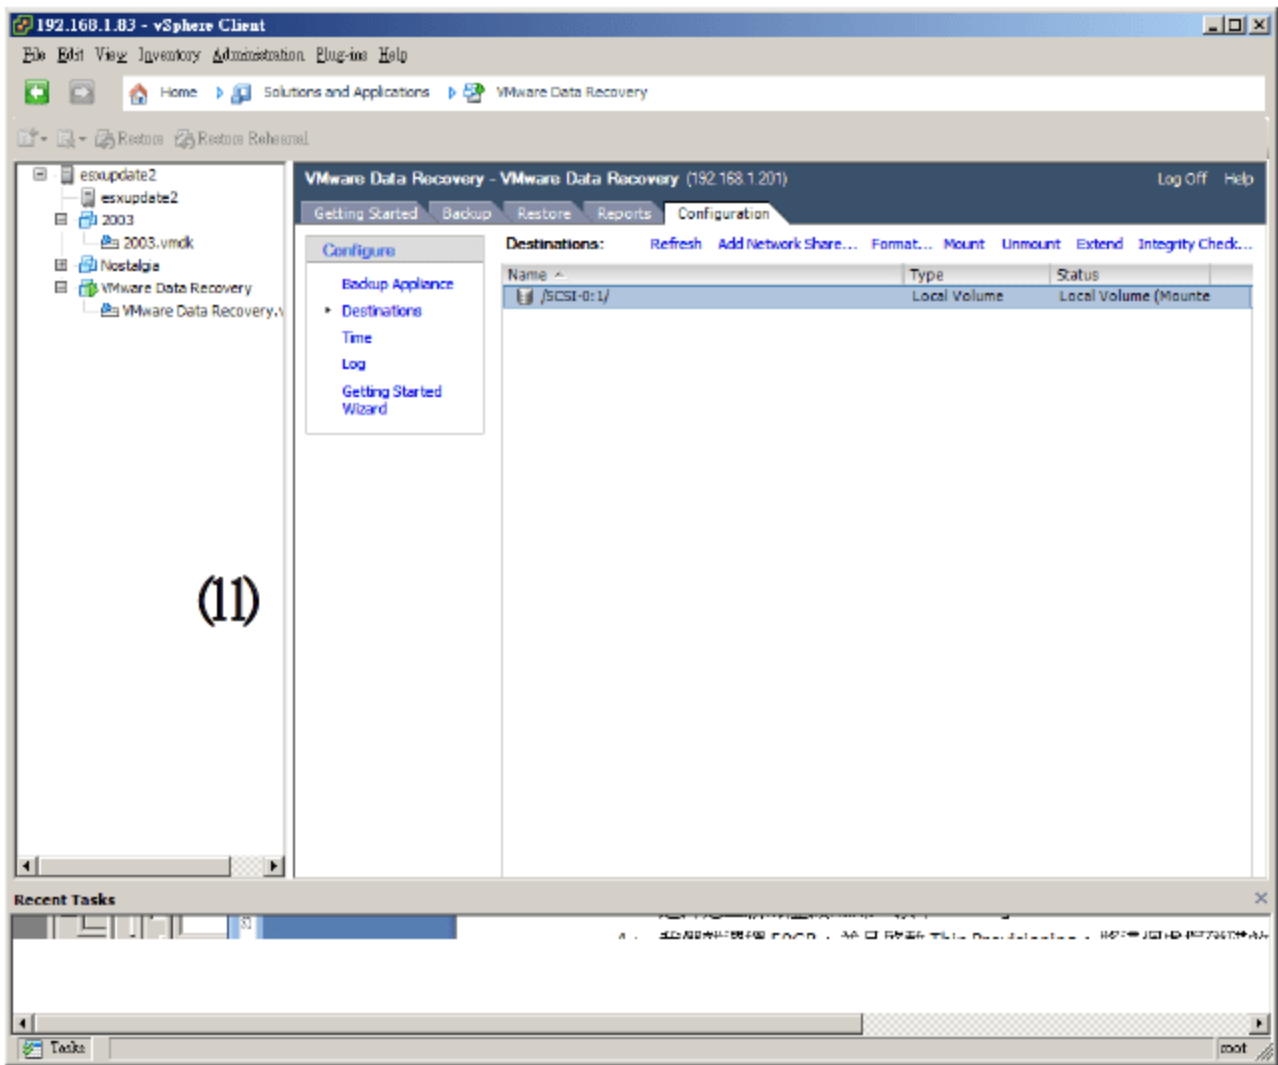 192.168.1.83 - vSphere Client
File Edit View Inventory Administration Plug-ins Help
Home Solutions and Applications VMware Data Recovery
Restore Restore Rehearsal
esxupdate2
esxupdate2
2003
2003.vmdk
Nostalgia
VMware Data Recovery
VMware Data Recovery.v
(11)
VMware Data Recovery - VMware Data Recovery (192.168.1.201) Log Off Help
Getting Started Backup Restore Reports Configuration
Configure
Backup Appliance
Destinations
Time
Log
Getting Started
Wizard
Destinations: Refresh Add Network Share... Format... Mount Unmount Extend Integrity Check...
Name Type Status
/SCSI-0:1/ Local Volume Local Volume (Mounte
Recent Tasks
Tasks root